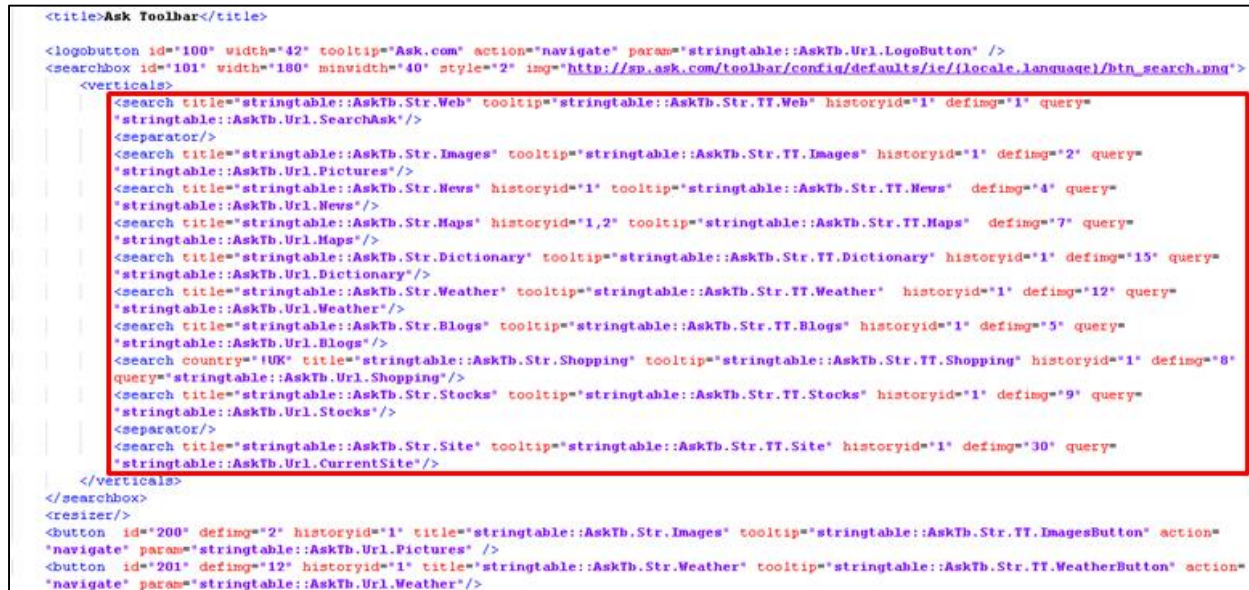 <title>Ask Toolbar</title>
<logobutton id="100" width="42" tooltip="Ask.com" action="navigate" param="stringtable::AskTb.Url.LogoButton" />
<searchbox id="101" width="180" minwidth="40" style="2" img="http://sp.ask.com/toolbar/config/defaults/ie/{locale.language}/btn_search.png">
<verticals>
<search title="stringtable::AskTb.Str.Web" tooltip="stringtable::AskTb.Str.TT.Web" historyid="1" defimg="1" query=
"stringtable::AskTb.Url.SearchAsk"/>
<separator/>
<search title="stringtable::AskTb.Str.Images" tooltip="stringtable::AskTb.Str.TT.Images" historyid="1" defimg="2" query=
"stringtable::AskTb.Url.Pictures"/>
<search title="stringtable::AskTb.Str.News" historyid="1" tooltip="stringtable::AskTb.Str.TT.News" defimg="4" query=
"stringtable::AskTb.Url.News"/>
<search title="stringtable::AskTb.Str.Maps" historyid="1,2" tooltip="stringtable::AskTb.Str.TT.Maps" defimg="7" query=
"stringtable::AskTb.Url.Maps"/>
<search title="stringtable::AskTb.Str.Dictionary" tooltip="stringtable::AskTb.Str.TT.Dictionary" historyid="1" defimg="15" query=
"stringtable::AskTb.Url.Dictionary"/>
<search title="stringtable::AskTb.Str.Weather" tooltip="stringtable::AskTb.Str.TT.Weather" historyid="1" defimg="12" query=
"stringtable::AskTb.Url.Weather"/>
<search title="stringtable::AskTb.Str.Blogs" tooltip="stringtable::AskTb.Str.TT.Blogs" historyid="1" defimg="5" query=
"stringtable::AskTb.Url.Blogs"/>
<search country="!UK" title="stringtable::AskTb.Str.Shopping" tooltip="stringtable::AskTb.Str.TT.Shopping" historyid="1" defimg="8"
query="stringtable::AskTb.Url.Shopping"/>
<search title="stringtable::AskTb.Str.Stocks" tooltip="stringtable::AskTb.Str.TT.Stocks" historyid="1" defimg="9" query=
"stringtable::AskTb.Url.Stocks"/>
<separator/>
<search title="stringtable::AskTb.Str.Site" tooltip="stringtable::AskTb.Str.TT.Site" historyid="1" defimg="30" query=
"stringtable::AskTb.Url.CurrentSite"/>
</verticals>
</searchbox>
<resizer/>
<button id="200" defimg="2" historyid="1" title="stringtable::AskTb.Str.Images" tooltip="stringtable::AskTb.Str.TT.ImagesButton" action=
"navigate" param="stringtable::AskTb.Url.Pictures" />
<button id="201" defimg="12" historyid="1" title="stringtable::AskTb.Str.Weather" tooltip="stringtable::AskTb.Str.TT.WeatherButton" action=
"navigate" param="stringtable::AskTb.Url.Weather"/>